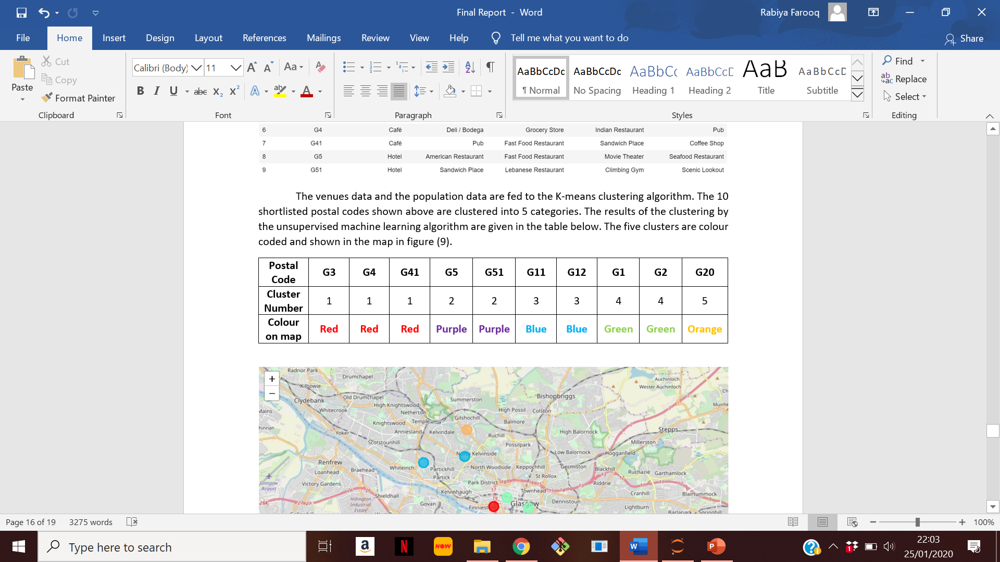 Final Report - Word
Rabiya Farooq
File Home Insert Design Layout References Mailings Review View Help Tell me what you want to do Share
Paste
Cut
Copy
Format Painter
Clipboard
Calibri (Body) 11
Font
Paragraph
AaBbCcDc AaBbCcDc AaBbCc AaBbCcD AaB AaBbCcD
¶ Normal No Spacing Heading 1 Heading 2 Title Subtitle
Styles
Find
Replace
Select
Editing
6 G4 Café Deli / Bodega Grocery Store Indian Restaurant Pub
7 G41 Café Pub Fast Food Restaurant Sandwich Place Coffee Shop
8 G5 Hotel American Restaurant Fast Food Restaurant Movie Theater Seafood Restaurant
9 G51 Hotel Sandwich Place Lebanese Restaurant Climbing Gym Scenic Lookout
The venues data and the population data are fed to the K-means clustering algorithm. The 10
shortlisted postal codes shown above are clustered into 5 categories. The results of the clustering by
the unsupervised machine learning algorithm are given in the table below. The five clusters are colour
coded and shown in the map in figure (9).
Postal Code G3 G4 G41 G5 G51 G11 G12 G1 G2 G20
Cluster Number 1 1 1 2 2 3 3 4 4 5
Colour on map Red Red Red Purple Purple Blue Blue Green Green Orange
+
−
Radnor Park
Drumchapel
Auchinloch
Kilbowie
Wester Auchinloch
Clydebank
Old Drumchapel
Summerston
Bishopbriggs
High Knightswood
Whitecrook
Netherton
High Possil
Colston
Knightswood
Temple
Gilshochill
Balmore
Yoker
Anniesland
Kelvindale
Ruchill
High Balornock
Stepps
Scotstounhill
Possilpark
Millerston
North Kelvinside
Low Balornock
Hogganfield
Renfrew
Loanhead
Braehead
Whiteinch
Partickhill
North Woodside
Keppochhill
Germiston
Blackhill
Ruchazie
Garthamlock
Partick
St Rollox
Glasgow Airport
Victory Gardens
Park District
Riddrie
Kelvinhaugh
Townhead
Cranhill
Blairtummock
Hillington Industrial Estate
Shieldhall
Govan
Finnieston
Glasgow
Dennistoun
Lightburn
Page 16 of 19 3275 words 100%
Type here to search
NOW
22:03
25/01/2020